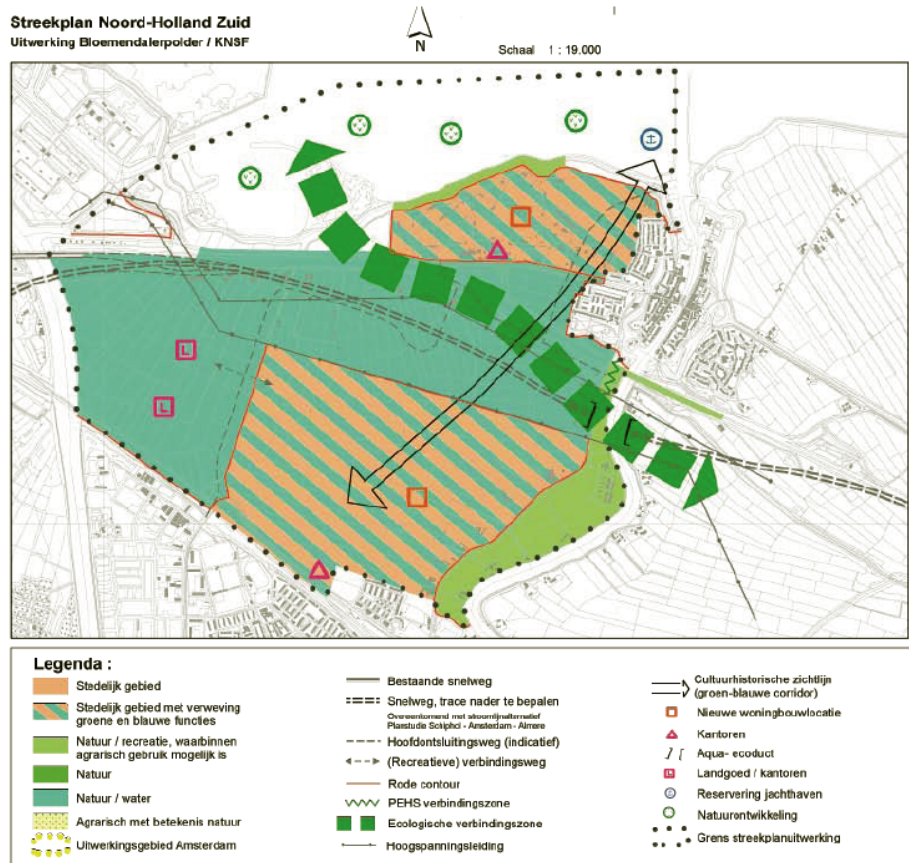 Streekplan Noord-Holland Zuid
Uitwerking Bloemendalerpolder / KNSF
N
Schaal 1 : 19.000
L
L
Legenda :
Stedelijk gebied
Stedelijk gebied met verweving
groene en blauwe functies
Natuur / recreatie, waarbinnen
agrarisch gebruik mogelijk is
Natuur
Natuur / water
Agrarisch met betekenis natuur
Uitwerkingsgebied Amsterdam
Bestaande snelweg
Snelweg, trace nader te bepalen
Overeenkomend met stroomlijnalternatief
Planstudie Schiphol - Amsterdam - Almere
Hoofdontsluitingsweg (indicatief)
(Recreatieve) verbindingsweg
Rode contour
PEHS verbindingszone
Ecologische verbindingszone
Hoogspanningsleiding
Cultuurhistorische zichtlijn
(groen-blauwe corridor)
Nieuwe woningbouwlocatie
Kantoren
Aqua- ecoduct
L Landgoed / kantoren
Reservering jachthaven
Natuurontwikkeling
Grens streekplanuitwerking